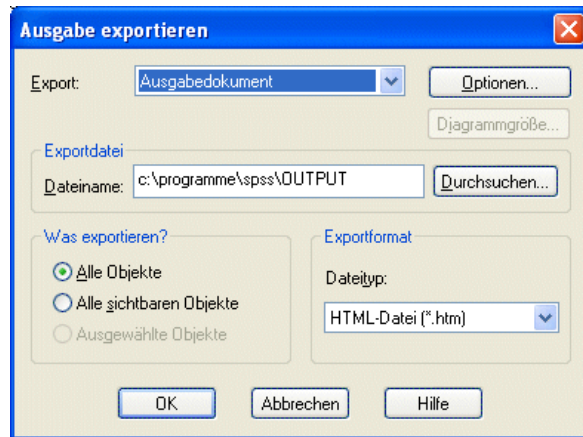 Ausgabe exportieren
Export: Ausgabedokument Optionen...
Diagrammgröße...
Exportdatei
Dateiname: c:\programme\spss\OUTPUT Durchsuchen...
Was exportieren?
Alle Objekte
Alle sichtbaren Objekte
Ausgewählte Objekte
Exportformat
Dateityp:
HTML-Datei (*.htm)
OK Abbrechen Hilfe